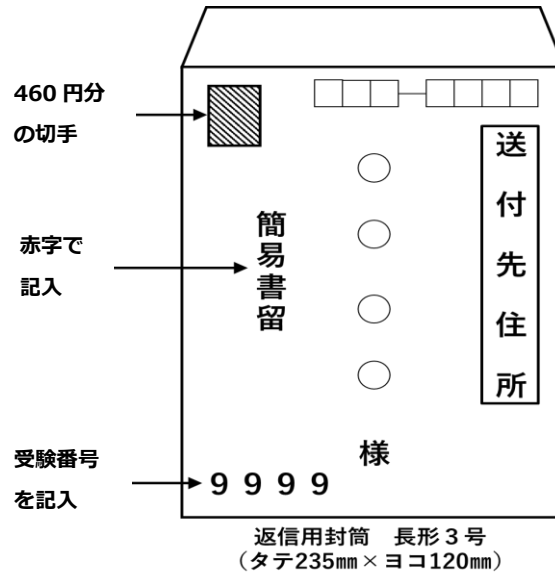 460 円分
の切手
送付先住所
簡易書留
赤字で
記入
様
受験番号
を記入
9999
返信用封筒　長形３号
（タテ235㎜×ヨコ120㎜）